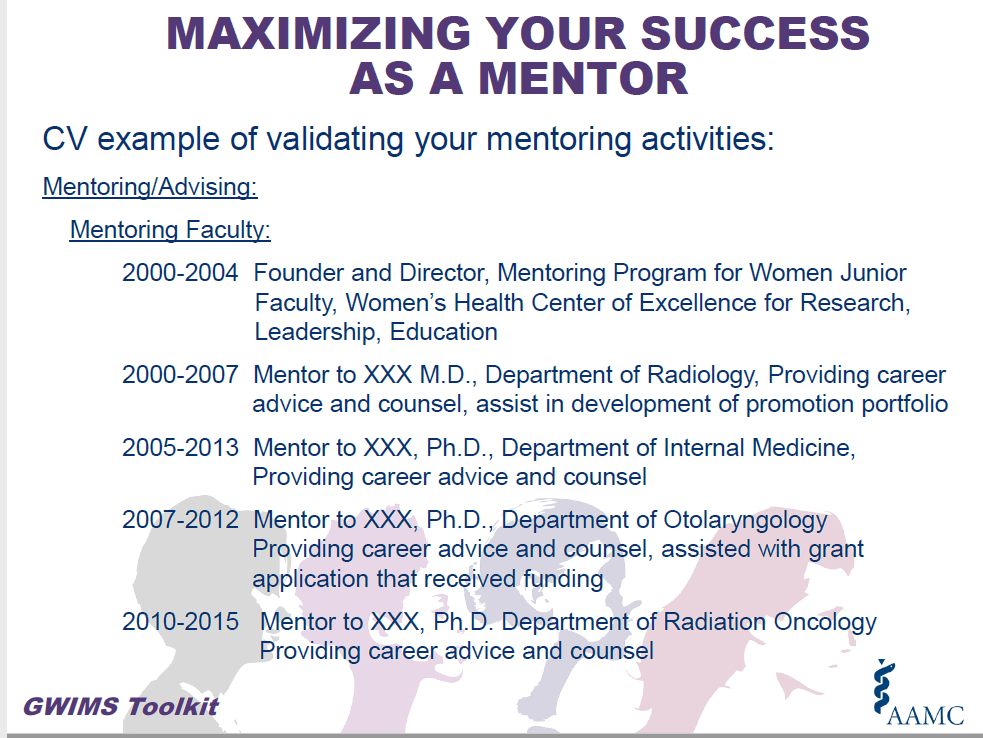 MAXIMIZING YOUR SUCCESS
AS A MENTOR
CV example of validating your mentoring activities:
Mentoring/Advising:
Mentoring Faculty:
2000-2004 Founder and Director, Mentoring Program for Women Junior
Faculty, Women’s Health Center of Excellence for Research,
Leadership, Education
2000-2007 Mentor to XXX M.D., Department of Radiology, Providing career
advice and counsel, assist in development of promotion portfolio
2005-2013 Mentor to XXX, Ph.D., Department of Internal Medicine,
Providing career advice and counsel
2007-2012 Mentor to XXX, Ph.D., Department of Otolaryngology
Providing career advice and counsel, assisted with grant
application that received funding
2010-2015 Mentor to XXX, Ph.D. Department of Radiation Oncology
Providing career advice and counsel
GWIMS Toolkit
AAMC